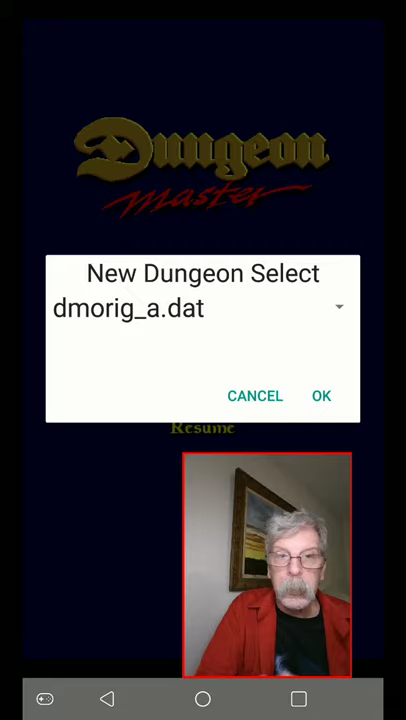 Dungeon
master
New Dungeon Select
dmorig_a.dat
CANCEL OK
Resume